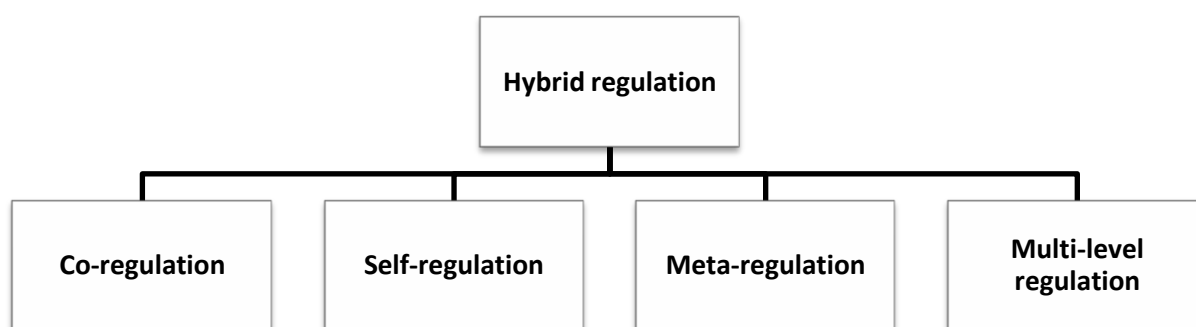 Hybrid regulation
Co-regulation
Self-regulation
Meta-regulation
Multi-level
regulation